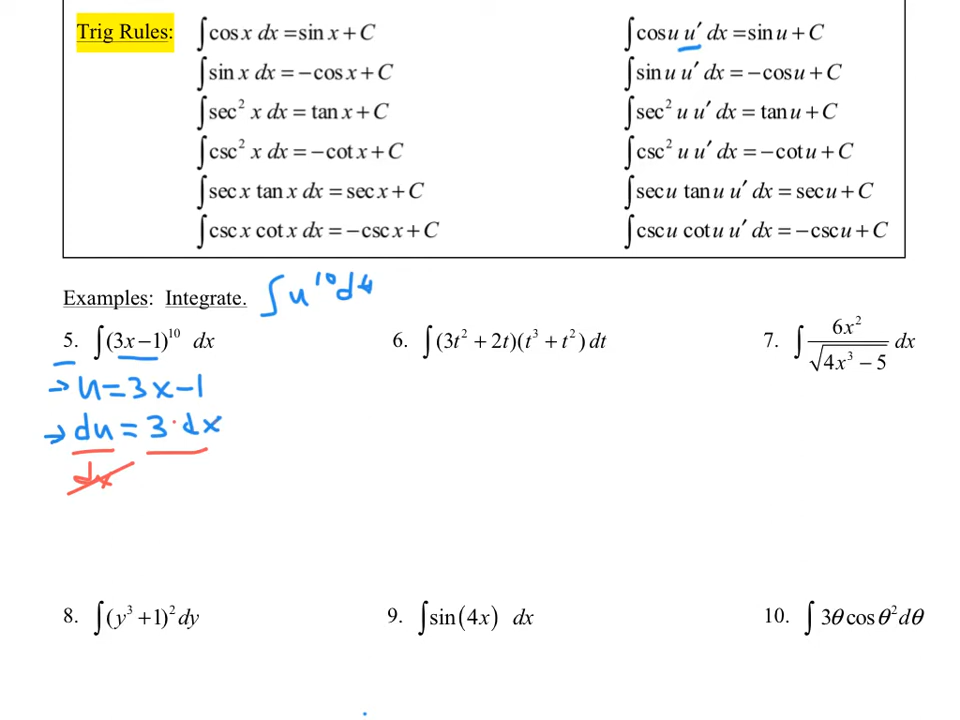 Trig Rules: ∫cos x dx = sin x + C ∫cos u u′ dx = sin u + C
∫sin x dx = −cos x + C ∫sin u u′ dx = −cos u + C
∫sec² x dx = tan x + C ∫sec² u u′ dx = tan u + C
∫csc² x dx = −cot x + C ∫csc² u u′ dx = −cot u + C
∫sec x tan x dx = sec x + C ∫sec u tan u u′ dx = sec u + C
∫csc x cot x dx = −csc x + C ∫csc u cot u u′ dx = −csc u + C
Examples: Integrate. ∫u¹⁰du
5. ∫(3x−1)¹⁰ dx 6. ∫(3t² + 2t)(t³ + t²) dt 7. ∫ 6x² / √(4x³ − 5) dx
→ u = 3x−1
→ du = 3·dx
dx
8. ∫(y³ +1)² dy 9. ∫sin(4x) dx 10. ∫ 3θ cos θ² dθ